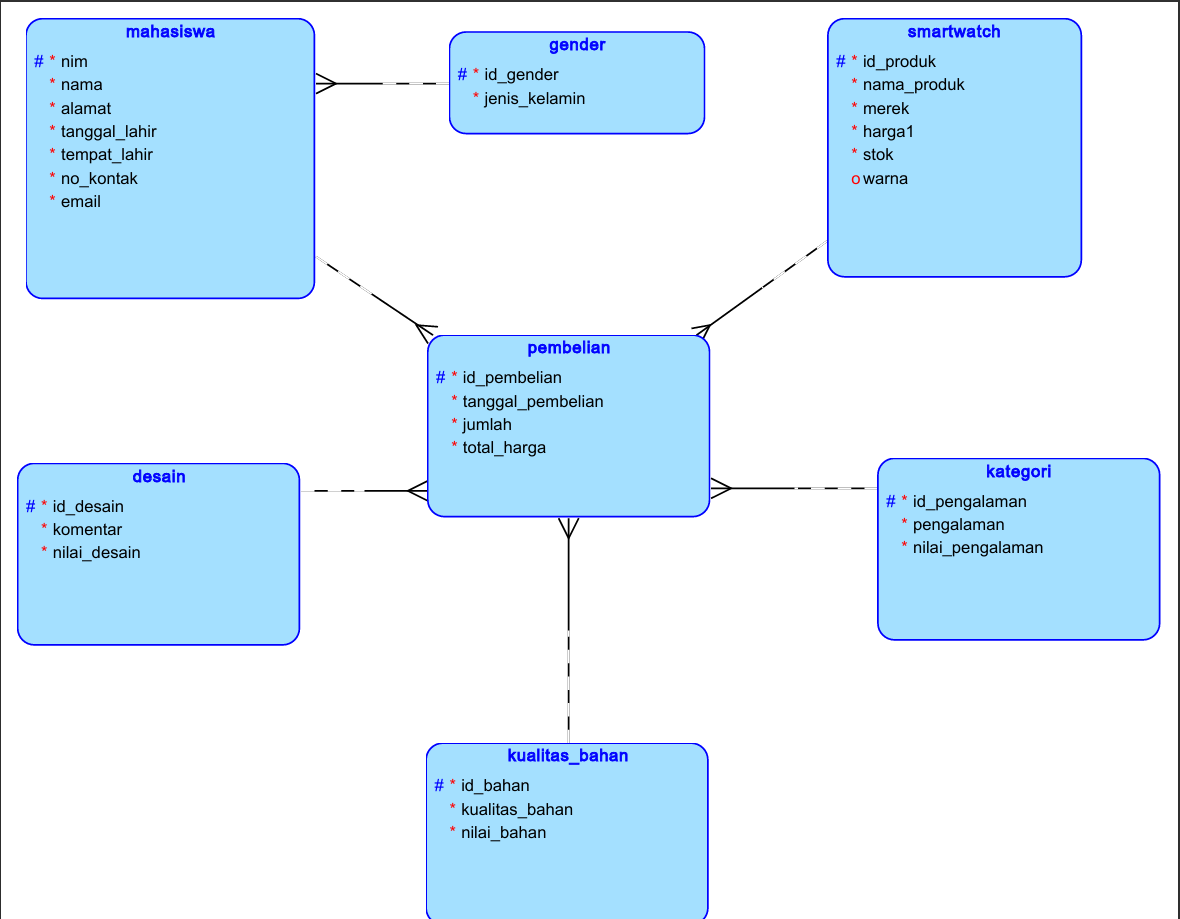 mahasiswa
# * nim
* nama
* alamat
* tanggal_lahir
* tempat_lahir
* no_kontak
* email
gender
# * id_gender
* jenis_kelamin
smartwatch
# * id_produk
* nama_produk
* merek
* harga1
* stok
o warna
pembelian
# * id_pembelian
* tanggal_pembelian
* jumlah
* total_harga
desain
# * id_desain
* komentar
* nilai_desain
kategori
# * id_pengalaman
* pengalaman
* nilai_pengalaman
kualitas_bahan
# * id_bahan
* kualitas_bahan
* nilai_bahan